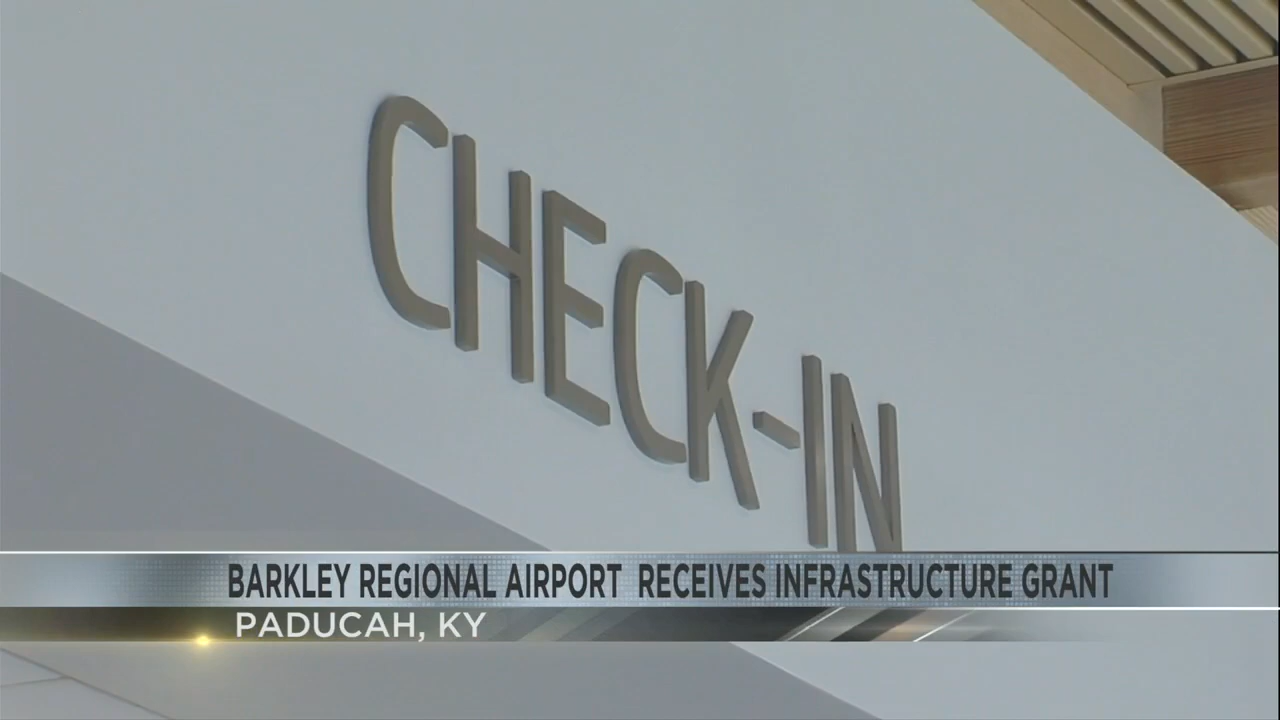 CHECK-IN
BARKLEY REGIONAL AIRPORT RECEIVES INFRASTRUCTURE GRANT
PADUCAH, KY